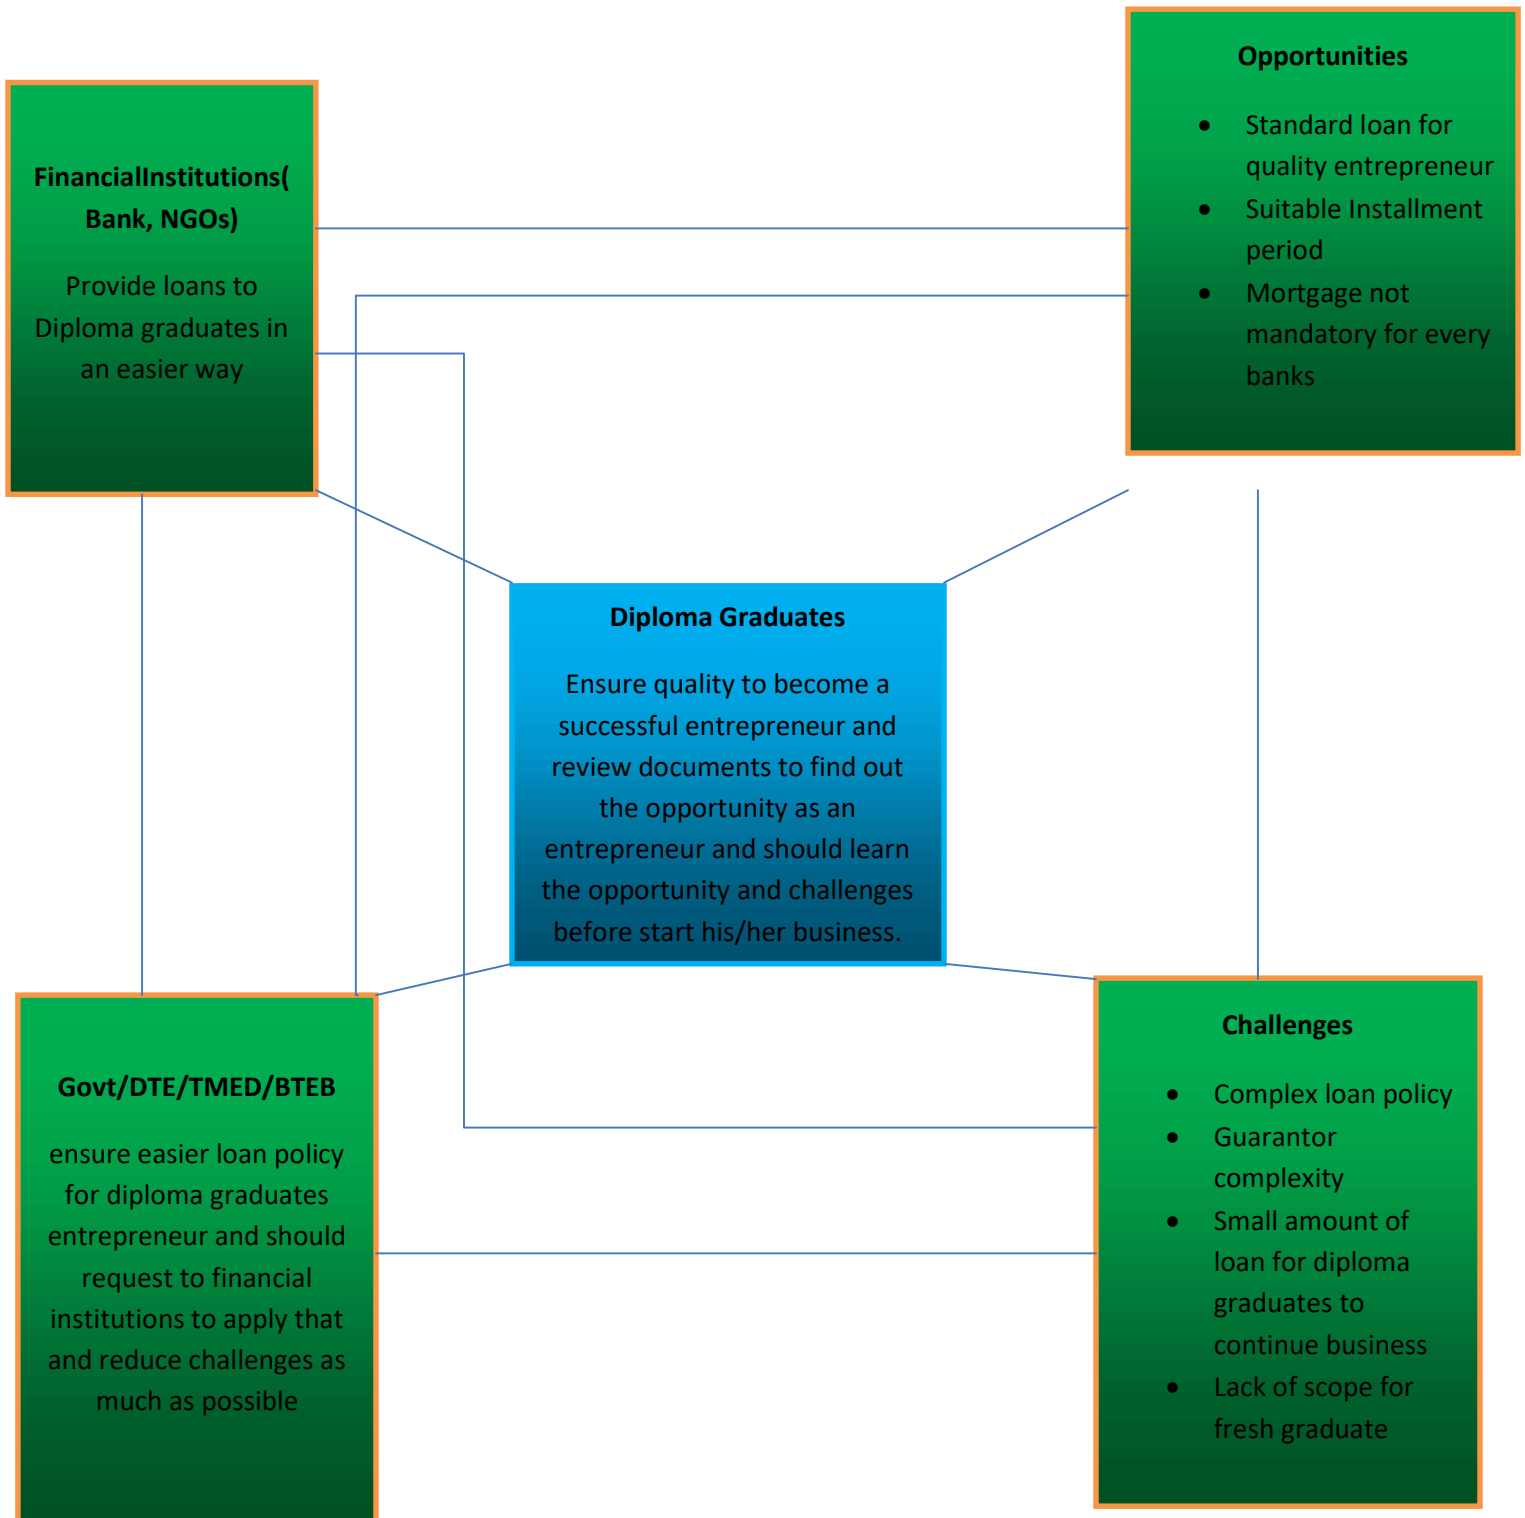 Opportunities
• Standard loan for
quality entrepreneur
• Suitable Installment
period
• Mortgage not
mandatory for every
banks
FinancialInstitutions(
Bank, NGOs)
Provide loans to
Diploma graduates in
an easier way
Diploma Graduates
Ensure quality to become a
successful entrepreneur and
review documents to find out
the opportunity as an
entrepreneur and should learn
the opportunity and challenges
before start his/her business.
Govt/DTE/TMED/BTEB
ensure easier loan policy
for diploma graduates
entrepreneur and should
request to financial
institutions to apply that
and reduce challenges as
much as possible
Challenges
• Complex loan policy
• Guarantor
complexity
• Small amount of
loan for diploma
graduates to
continue business
• Lack of scope for
fresh graduate